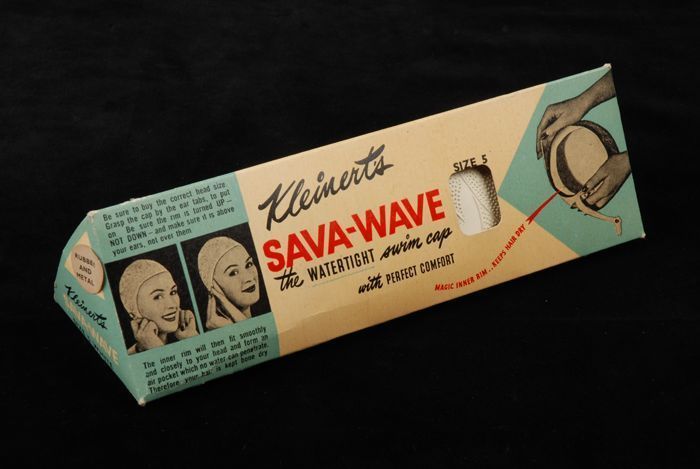 Be sure to buy the correct head size.
Grasp the cap by the ear tabs, to put
on. Be sure the rim is turned UP—
NOT DOWN—and make sure it is above
your ears, not over them
RUBBER
AND
METAL
Kleinert's
SAVA-WAVE
The inner rim will then fit smoothly
and closely to your head and form an
air pocket which no water can penetrate.
Therefore your hair is kept bone dry
Kleinert's
SAVA-WAVE
the WATERTIGHT swim cap
with PERFECT COMFORT
SIZE 5
MAGIC INNER RIM...KEEPS HAIR DRY